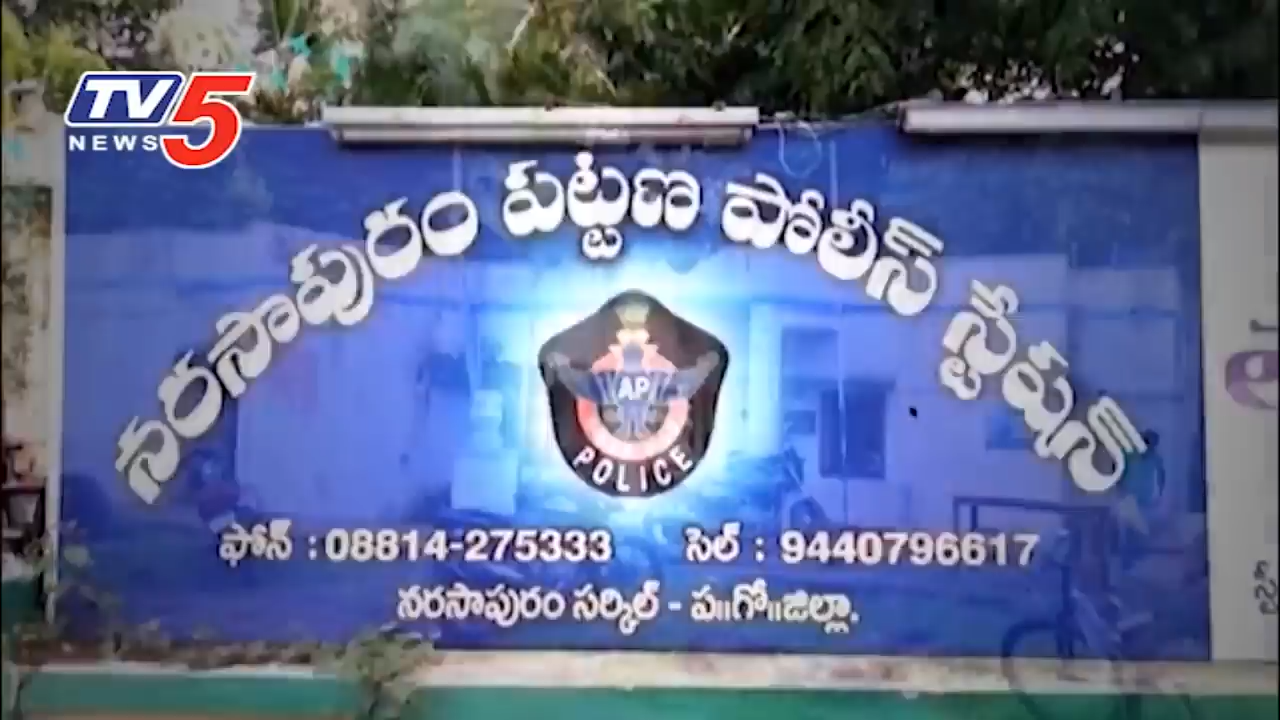 TV5
NEWS
నరసాపురం పట్టణ పోలీస్ స్టేషన్
AP
POLICE
ఫోన్ : 08814-275333 సెల్ : 9440796617
నరసాపురం సర్కిల్ - ప॥గో॥జిల్లా.